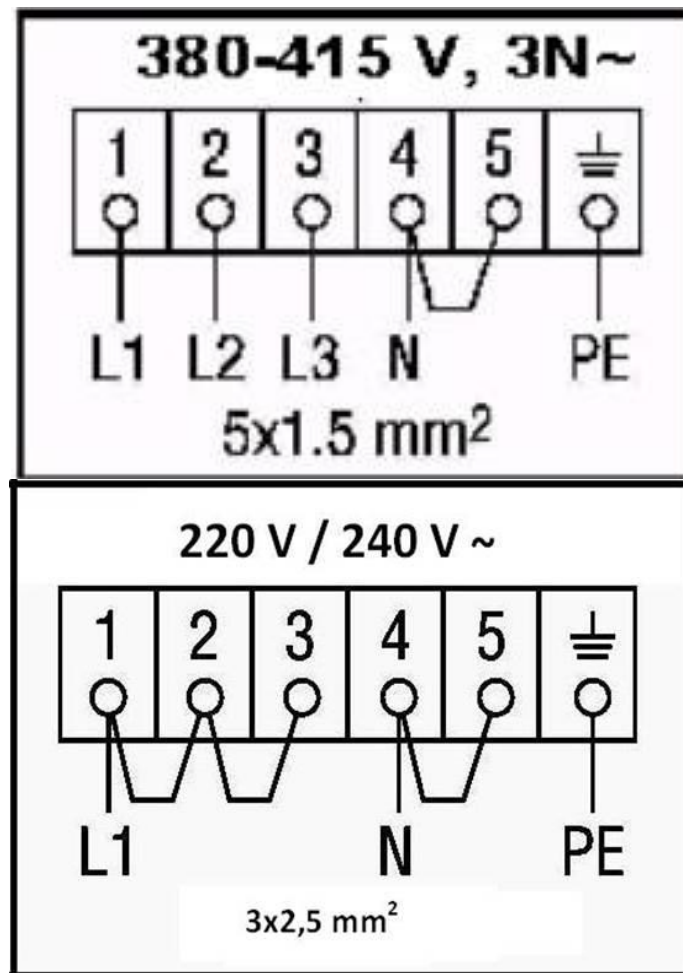 380-415 V, 3N~
1 2 3 4 5
L1 L2 L3 N PE
5x1.5 mm²
220 V / 240 V ~
1 2 3 4 5
L1 N PE
3x2,5 mm²